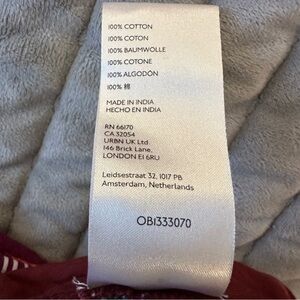 100% COTTON
100% COTON
100% BAUMWOLLE
100% COTONE
100% ALGODÓN
100% 棉
MADE IN INDIA
HECHO EN INDIA
RN 66170
CA 32054
URBN UK Ltd.
146 Brick Lane,
LONDON E1 6RU
Leidsestraat 32, 1017 PB
Amsterdam, Netherlands
OB1333070